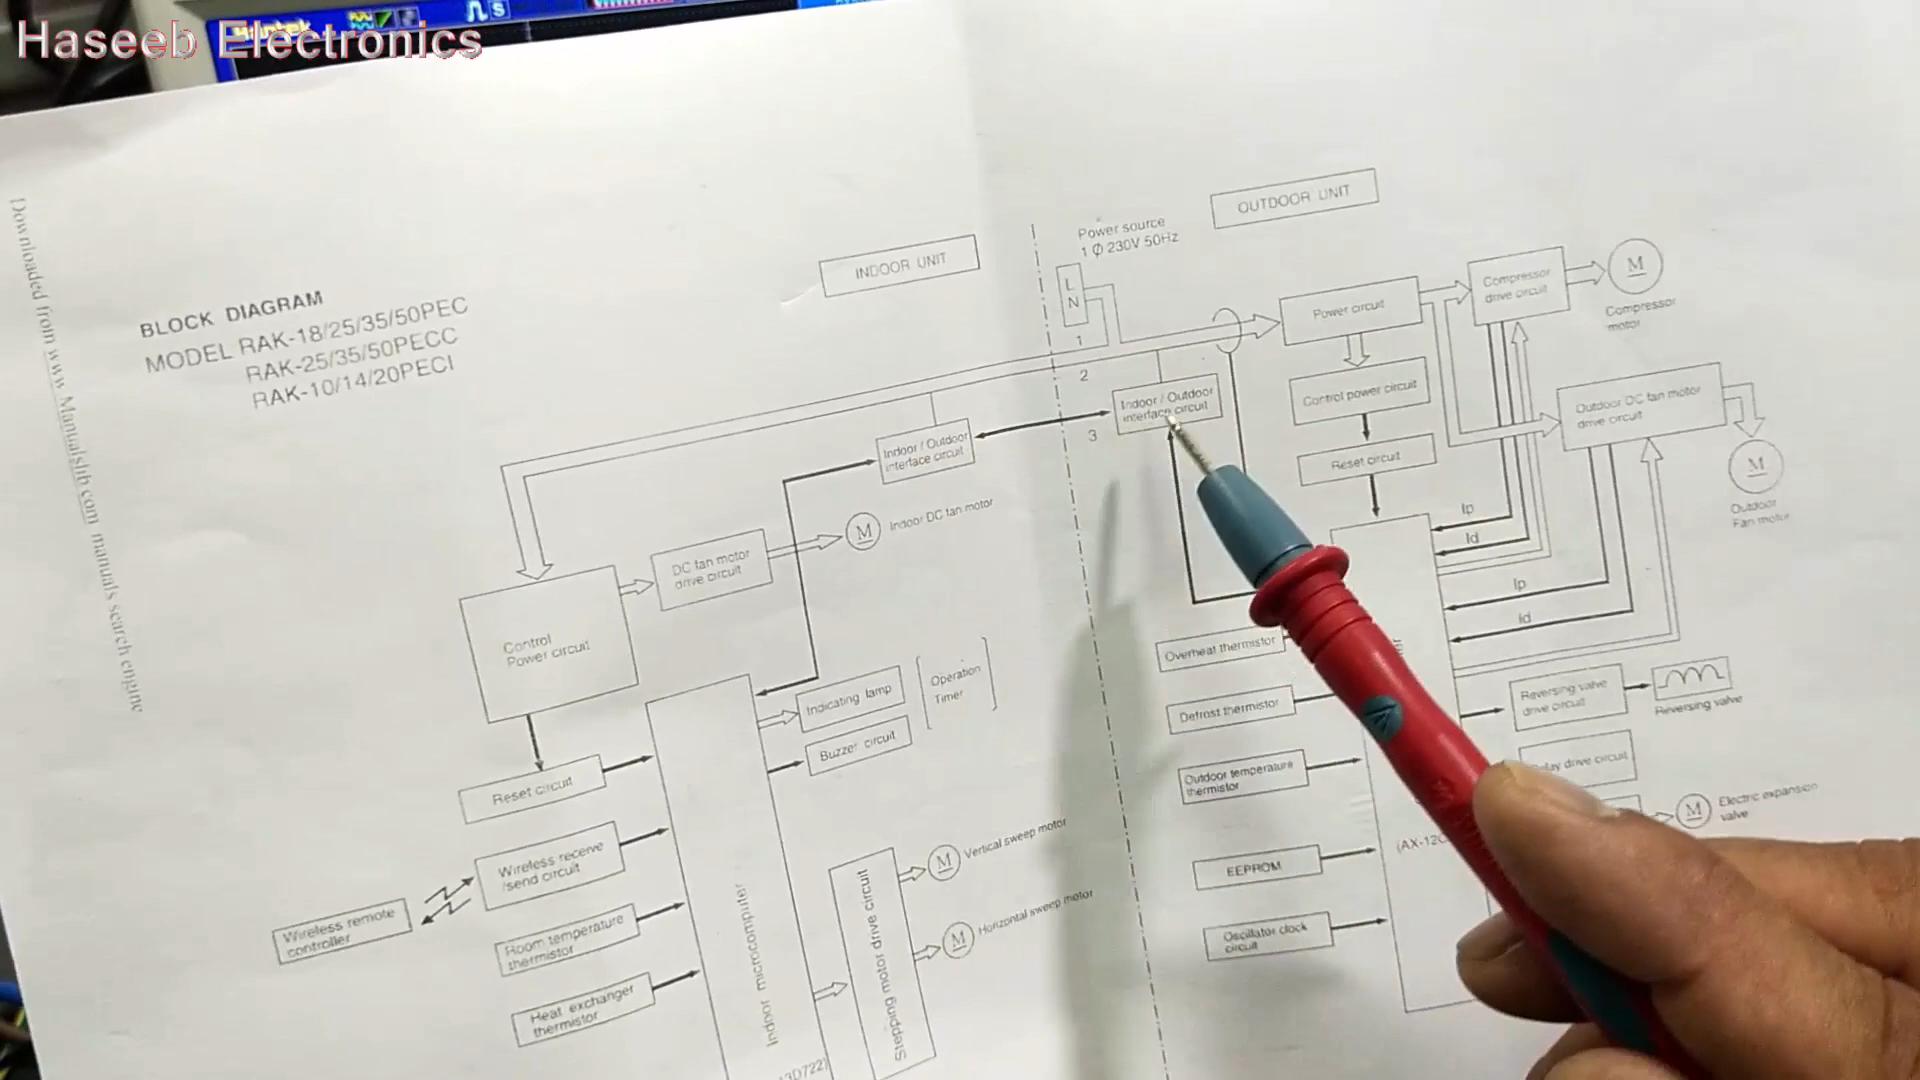 Haseeb Electronics
Hantek
Downloaded from www.Manualslib.com manuals search engine
BLOCK DIAGRAM
MODEL RAK-18/25/35/50PEC
RAK-25/35/50PECC
RAK-10/14/20PECI
INDOOR UNIT
OUTDOOR UNIT
Power source
1 Φ 230V 50Hz
L
N
1
2
3
Power circuit
Compressor
drive circuit
M
Compressor
motor
Indoor / Outdoor
interface circuit
Control power circuit
Outdoor DC fan motor
drive circuit
Reset circuit
M
Outdoor
Fan motor
Indoor / Outdoor
interface circuit
M
Indoor DC fan motor
DC fan motor
drive circuit
Control
Power circuit
Ip
Id
Ip
Id
Overheat thermistor
Defrost thermistor
Outdoor temperature
thermistor
EEPROM
Oscillator clock
circuit
Reversing valve
drive circuit
Reversing valve
drive circuit
M
Electric expansion
valve
(AX-12
Indicating lamp
Operation
Timer
Buzzer circuit
Reset circuit
Wireless receive
/send circuit
Wireless remote
controller
Room temperature
thermistor
Heat exchanger
thermistor
Indoor microcomputer
3D722)
Stepping motor drive circuit
M
Vertical sweep motor
M
Horizontal sweep motor